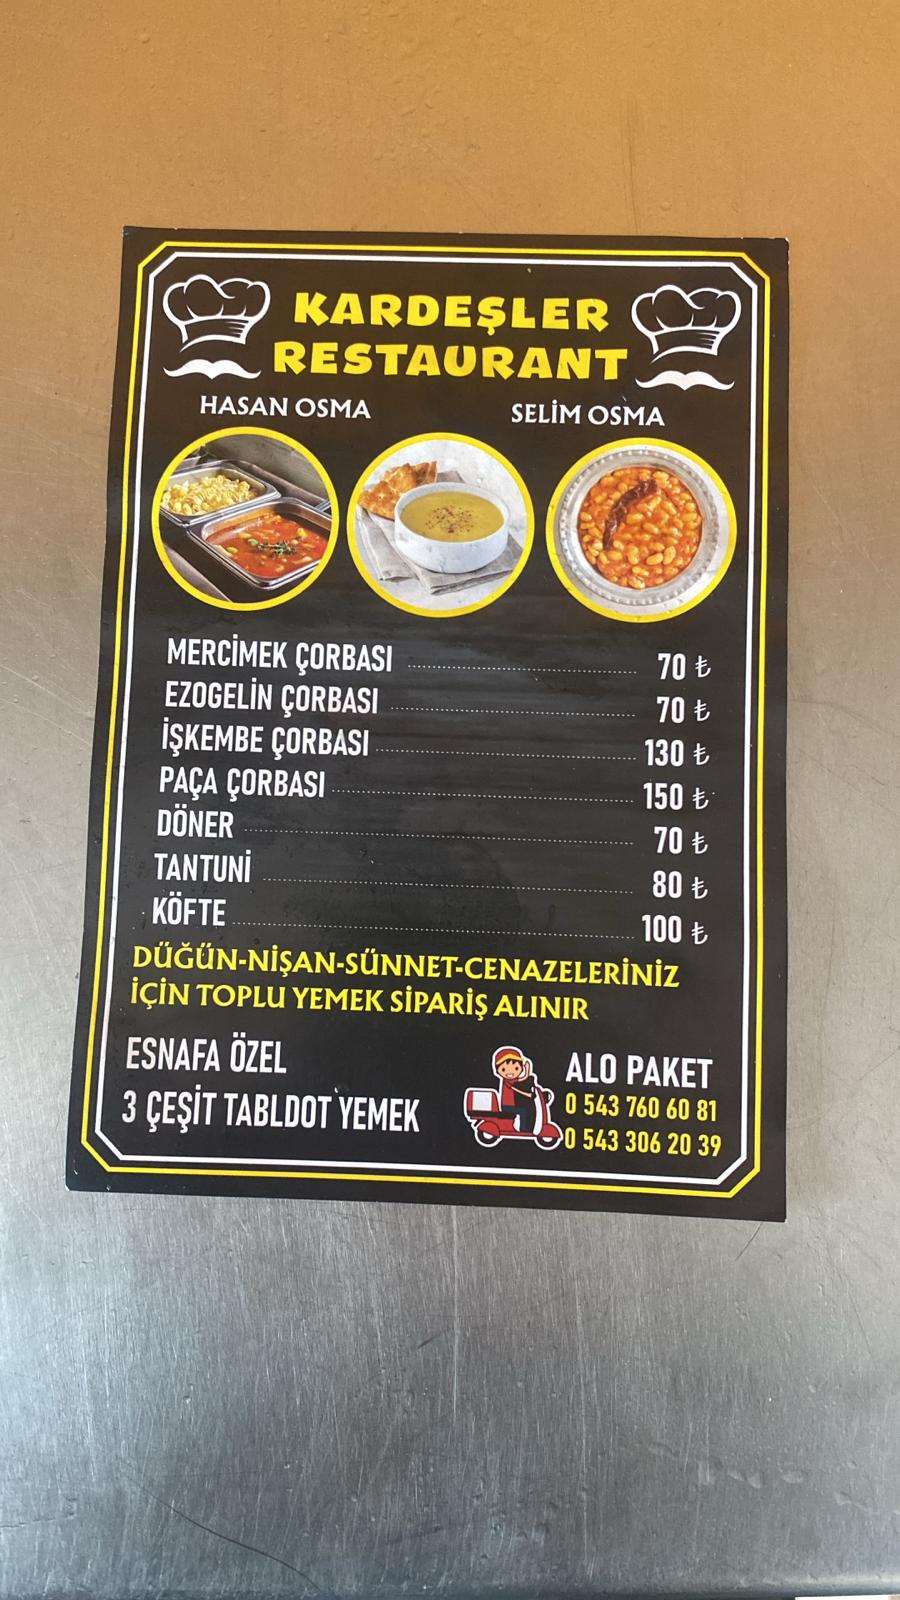 KARDEŞLER
RESTAURANT
HASAN OSMA SELİM OSMA
MERCİMEK ÇORBASI 70 ₺
EZOGELİN ÇORBASI 70 ₺
İŞKEMBE ÇORBASI 130 ₺
PAÇA ÇORBASI 150 ₺
DÖNER 70 ₺
TANTUNİ 80 ₺
KÖFTE 100 ₺
DÜĞÜN-NİŞAN-SÜNNET-CENAZELERİNİZ
İÇİN TOPLU YEMEK SİPARİŞ ALINIR
ESNAFA ÖZEL
3 ÇEŞİT TABLDOT YEMEK
ALO PAKET
0 543 760 60 81
0 543 306 20 39